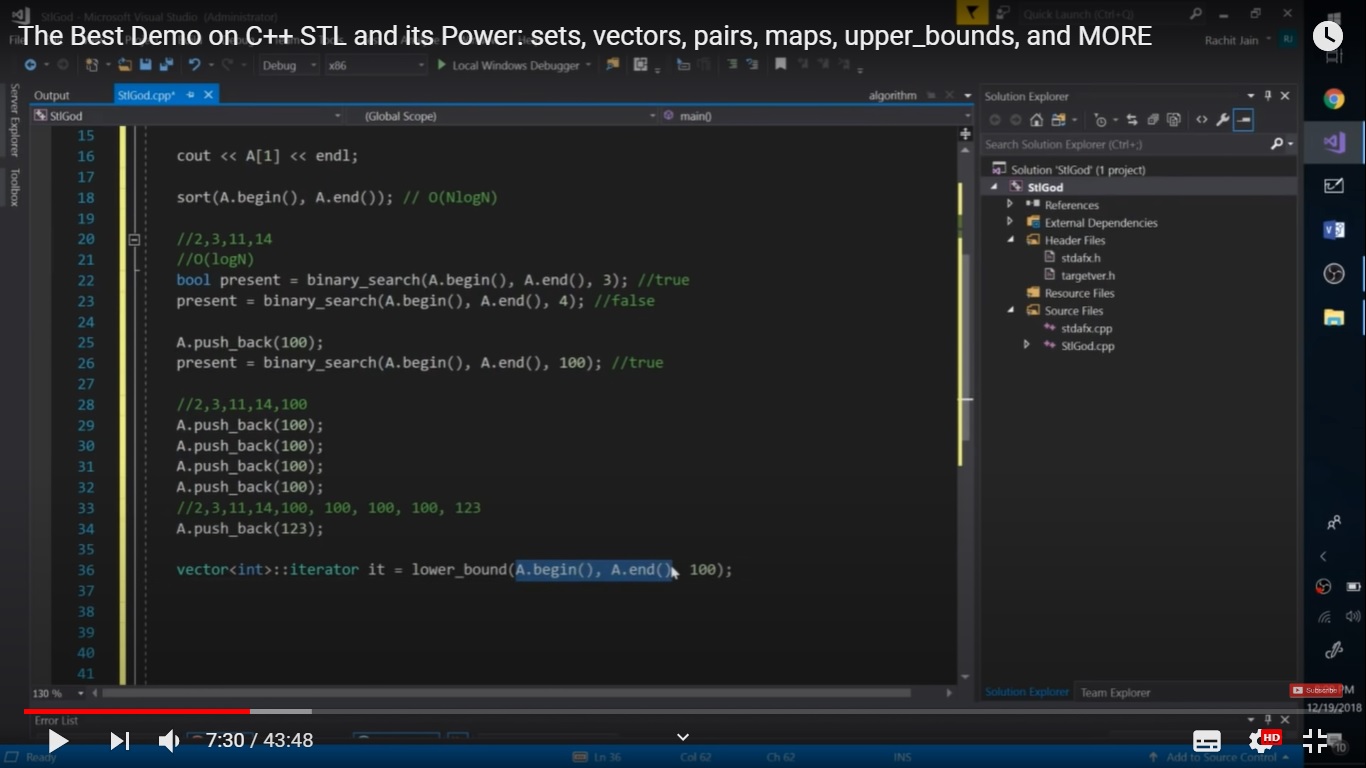 StlGod - Microsoft Visual Studio (Administrator)
Quick Launch (Ctrl+Q)
The Best Demo on C++ STL and its Power: sets, vectors, pairs, maps, upper_bounds, and MORE
Rachit Jain
RJ
Debug
x86
Local Windows Debugger
Server Explorer
Toolbox
Output
StlGod.cpp*
algorithm
StlGod
(Global Scope)
main()
15
16 cout << A[1] << endl;
17
18 sort(A.begin(), A.end()); // O(NlogN)
19
20 //2,3,11,14
21 //O(logN)
22 bool present = binary_search(A.begin(), A.end(), 3); //true
23 present = binary_search(A.begin(), A.end(), 4); //false
24
25 A.push_back(100);
26 present = binary_search(A.begin(), A.end(), 100); //true
27
28 //2,3,11,14,100
29 A.push_back(100);
30 A.push_back(100);
31 A.push_back(100);
32 A.push_back(100);
33 //2,3,11,14,100, 100, 100, 100, 100, 123
34 A.push_back(123);
35
36 vector<int>::iterator it = lower_bound(A.begin(), A.end(), 100);
37
38
39
40
41
130 %
Solution Explorer
Search Solution Explorer (Ctrl+;)
Solution 'StlGod' (1 project)
StlGod
References
External Dependencies
Header Files
stdafx.h
targetver.h
Resource Files
Source Files
stdafx.cpp
StlGod.cpp
Solution Explorer
Team Explorer
Subscribe
PM
12/19/2018
Error List
7:30 / 43:48
HD
10
Ready
Ln 36
Col 62
Ch 62
INS
Add to Source Control